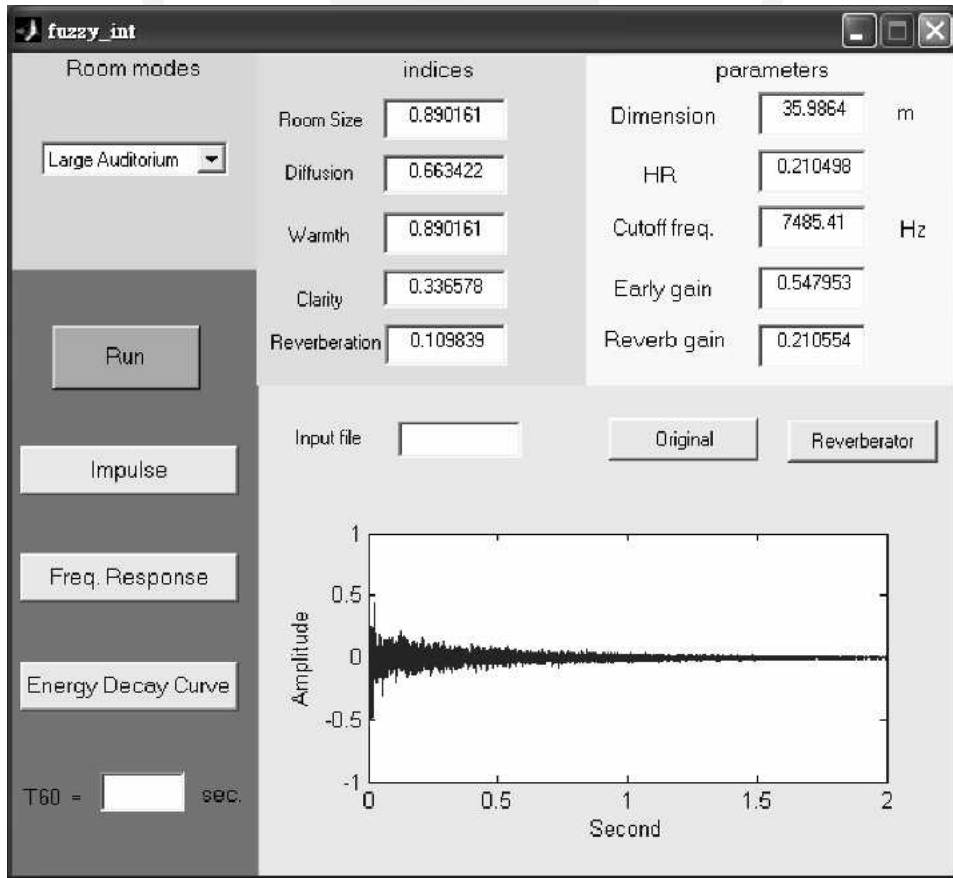 fuzzy_int
Room modes
Large Auditorium
Run
Impulse
Freq. Response
Energy Decay Curve
T60 = sec.
indices
Room Size 0.890161
Diffusion 0.663422
Warmth 0.890161
Clarity 0.336578
Reverberation 0.109839
parameters
Dimension 35.9864 m
HR 0.210498
Cutoff freq. 7485.41 Hz
Early gain 0.547953
Reverb gain 0.210554
Input file
Original
Reverberator
Amplitude
1
0.5
0
-0.5
-1
0 0.5 1 1.5 2
Second